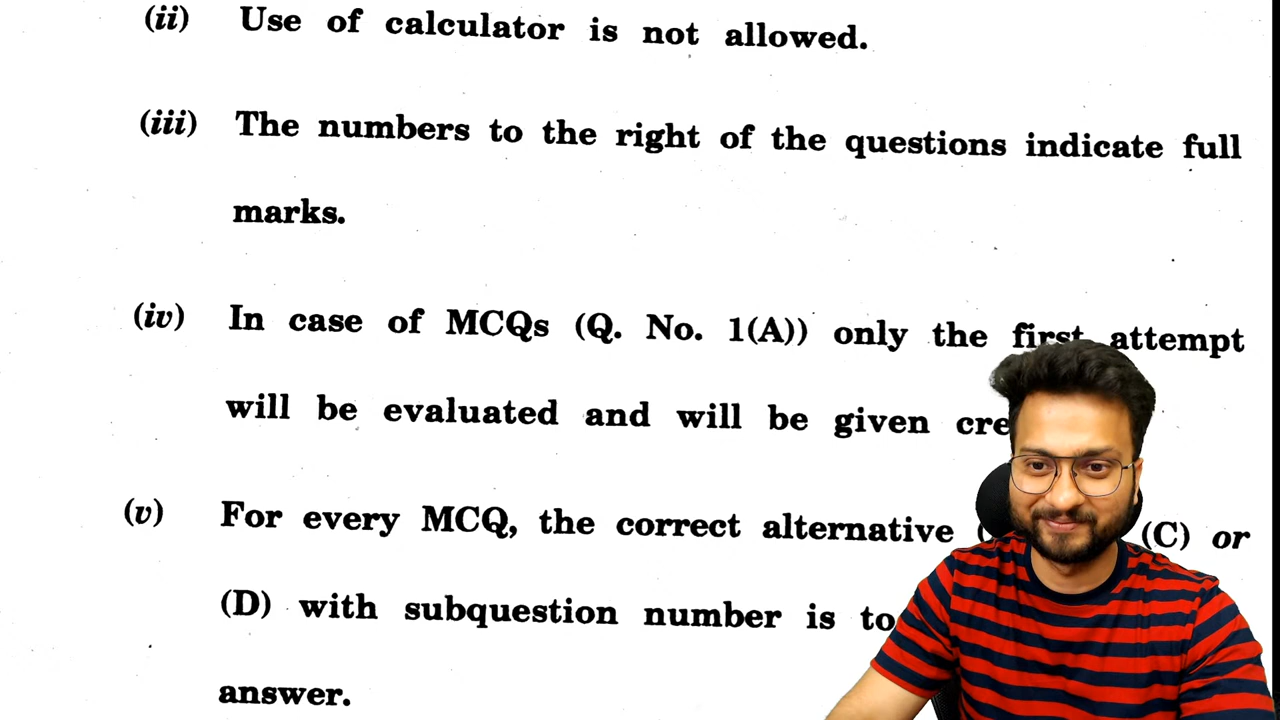 (ii) Use of calculator is not allowed.
(iii) The numbers to the right of the questions indicate full
marks.
(iv) In case of MCQs (Q. No. 1(A)) only the first attempt
will be evaluated and will be given
(v) For every MCQ, the correct alternative (C) or
(D) with subquestion number is to
answer.